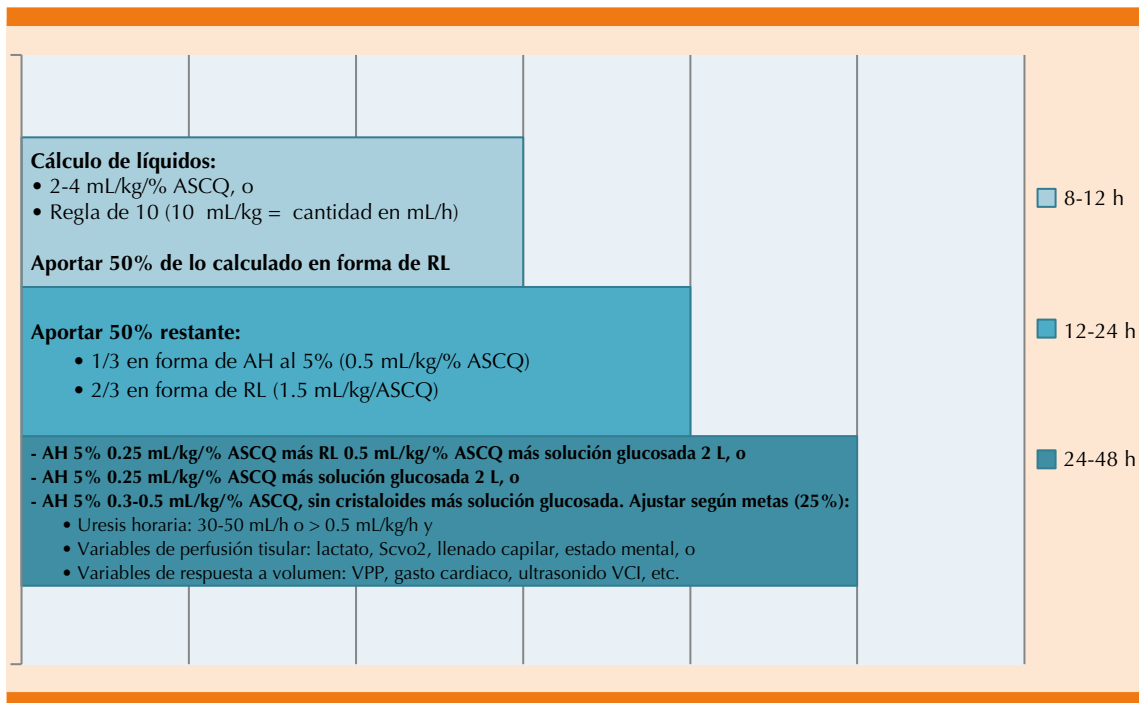 Cálculo de líquidos:
• 2-4 mL/kg/% ASCQ, o
• Regla de 10 (10 mL/kg = cantidad en mL/h)
Aportar 50% de lo calculado en forma de RL
Aportar 50% restante:
• 1/3 en forma de AH al 5% (0.5 mL/kg/% ASCQ)
• 2/3 en forma de RL (1.5 mL/kg/ASCQ)
- AH 5% 0.25 mL/kg/% ASCQ más RL 0.5 mL/kg/% ASCQ más solución glucosada 2 L, o
- AH 5% 0.25 mL/kg/% ASCQ más solución glucosada 2 L, o
- AH 5% 0.3-0.5 mL/kg/% ASCQ, sin cristaloides más solución glucosada. Ajustar según metas (25%):
• Uresis horaria: 30-50 mL/h o > 0.5 mL/kg/h y
• Variables de perfusión tisular: lactato, Scvo2, llenado capilar, estado mental, o
• Variables de respuesta a volumen: VPP, gasto cardiaco, ultrasonido VCI, etc.
8-12 h
12-24 h
24-48 h